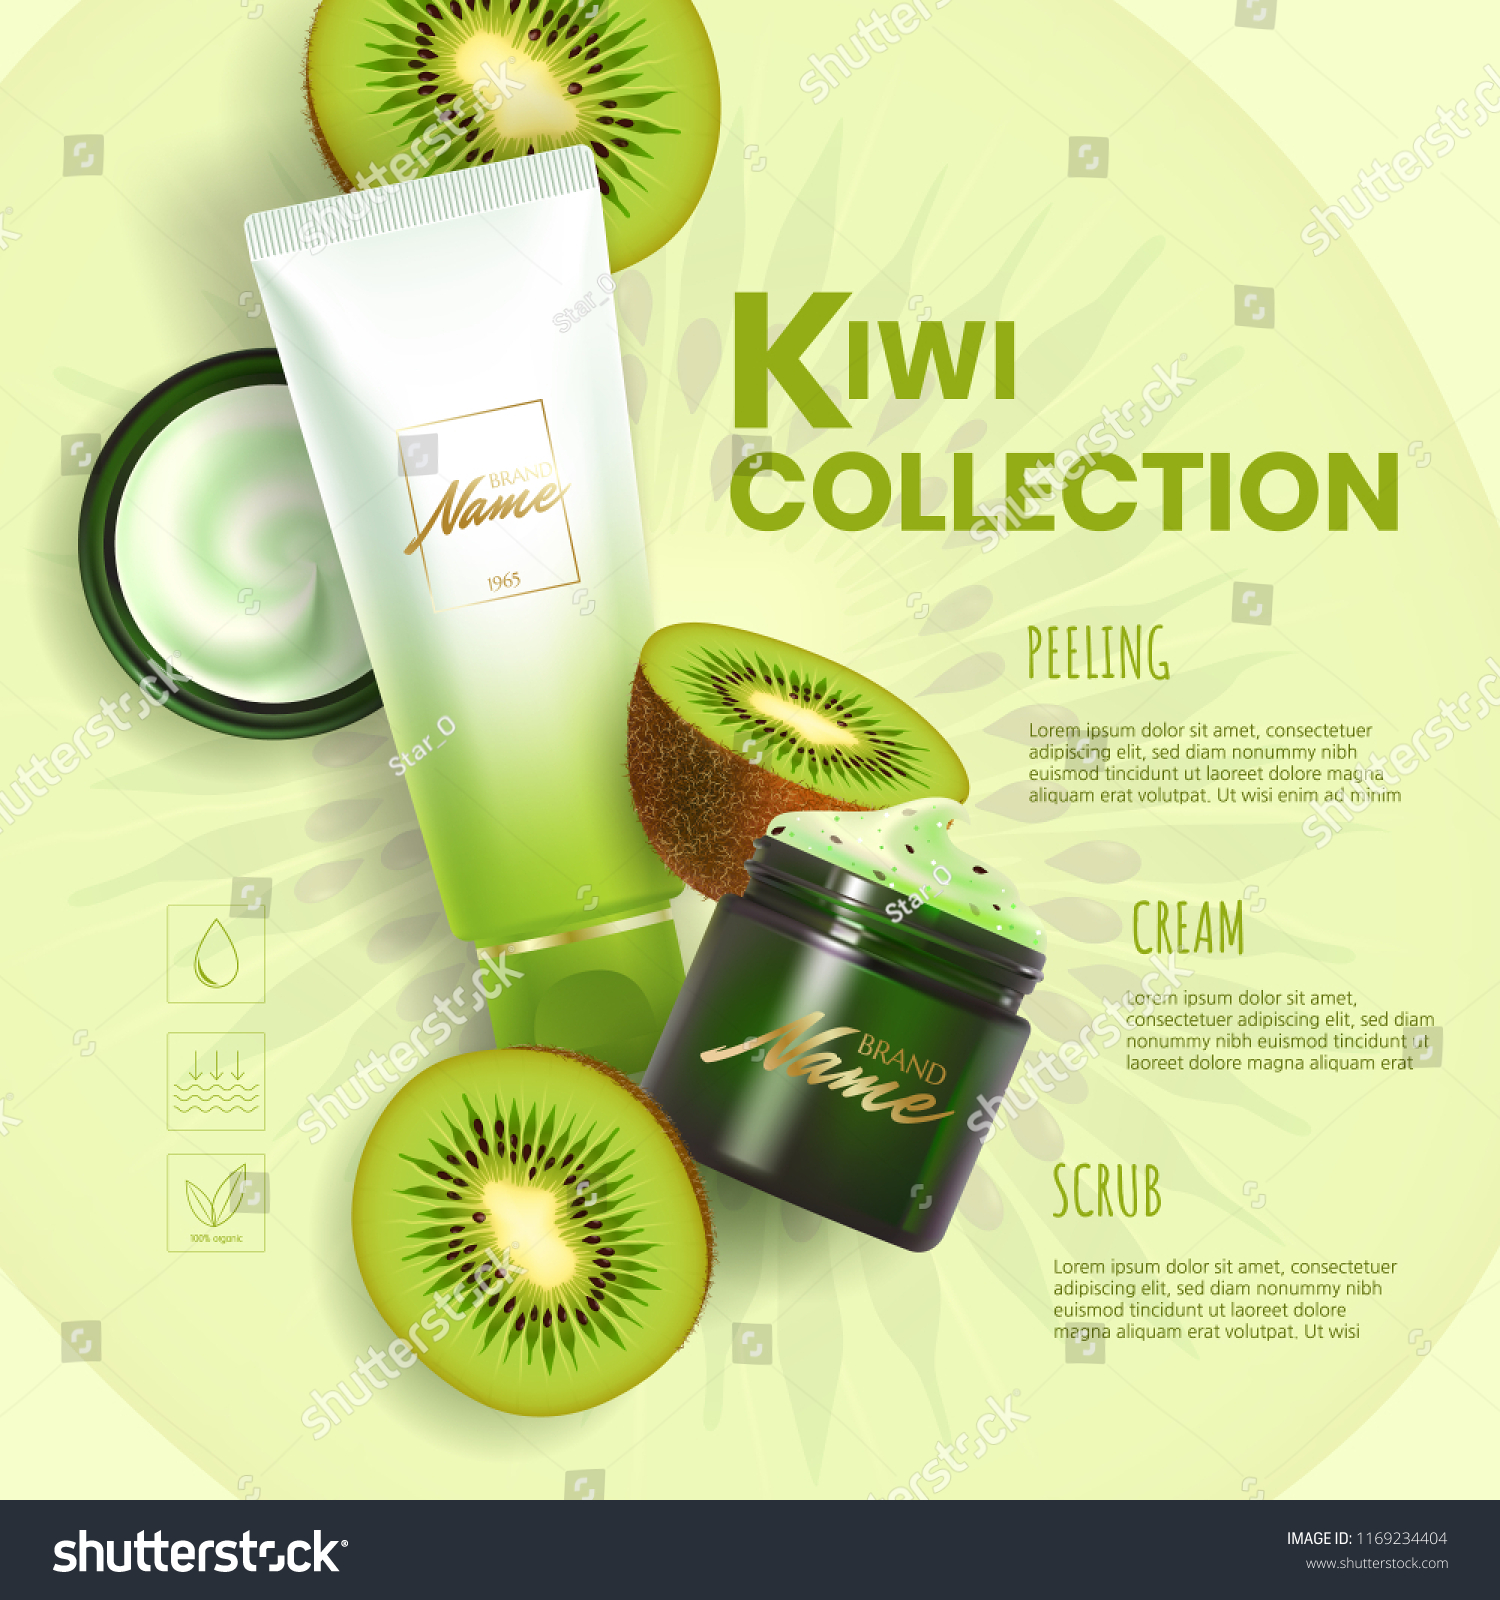 KIWI
COLLECTION
BRAND
Name
1965
PEELING
Lorem ipsum dolor sit amet, consectetuer
adipiscing elit, sed diam nonummy nibh
euismod tincidunt ut laoreet dolore magna
aliquam erat volutpat. Ut wisi enim ad minim
CREAM
Lorem ipsum dolor sit amet,
consectetuer adipiscing elit, sed diam
nonummy nibh euismod tincidunt ut
laoreet dolore magna aliquam erat
BRAND
Name
SCRUB
Lorem ipsum dolor sit amet, consectetuer
adipiscing elit, sed diam nonummy nibh
euismod tincidunt ut laoreet dolore
magna aliquam erat volutpat. Ut wisi
100% organic
shutterstock
Star_O
shutterstock
IMAGE ID: 1169234404
www.shutterstock.com